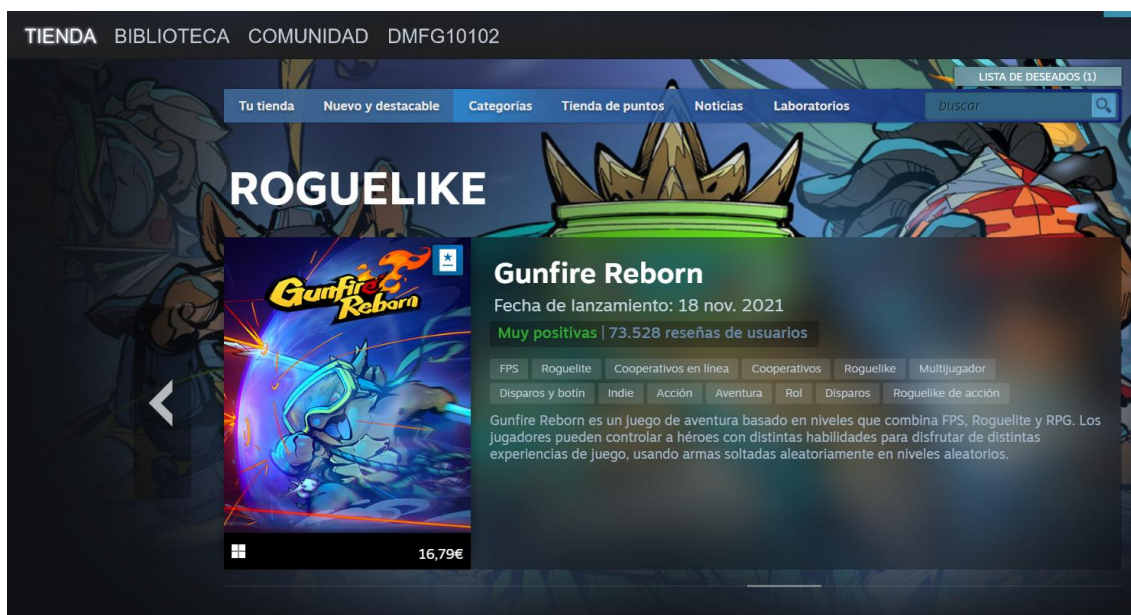 TIENDA BIBLIOTECA COMUNIDAD DMFG10102
LISTA DE DESEADOS (1)
Tu tienda Nuevo y destacable Categorías Tienda de puntos Noticias Laboratorios buscar
ROGUELIKE
Gunfire
Reborn
Gunfire Reborn
Fecha de lanzamiento: 18 nov. 2021
Muy positivas | 73.528 reseñas de usuarios
FPS Roguelite Cooperativos en línea Cooperativos Roguelike Multijugador
Disparos y botín Indie Acción Aventura Rol Disparos Roguelike de acción
Gunfire Reborn es un juego de aventura basado en niveles que combina FPS, Roguelite y RPG. Los
jugadores pueden controlar a héroes con distintas habilidades para disfrutar de distintas
experiencias de juego, usando armas soltadas aleatoriamente en niveles aleatorios.
16,79€